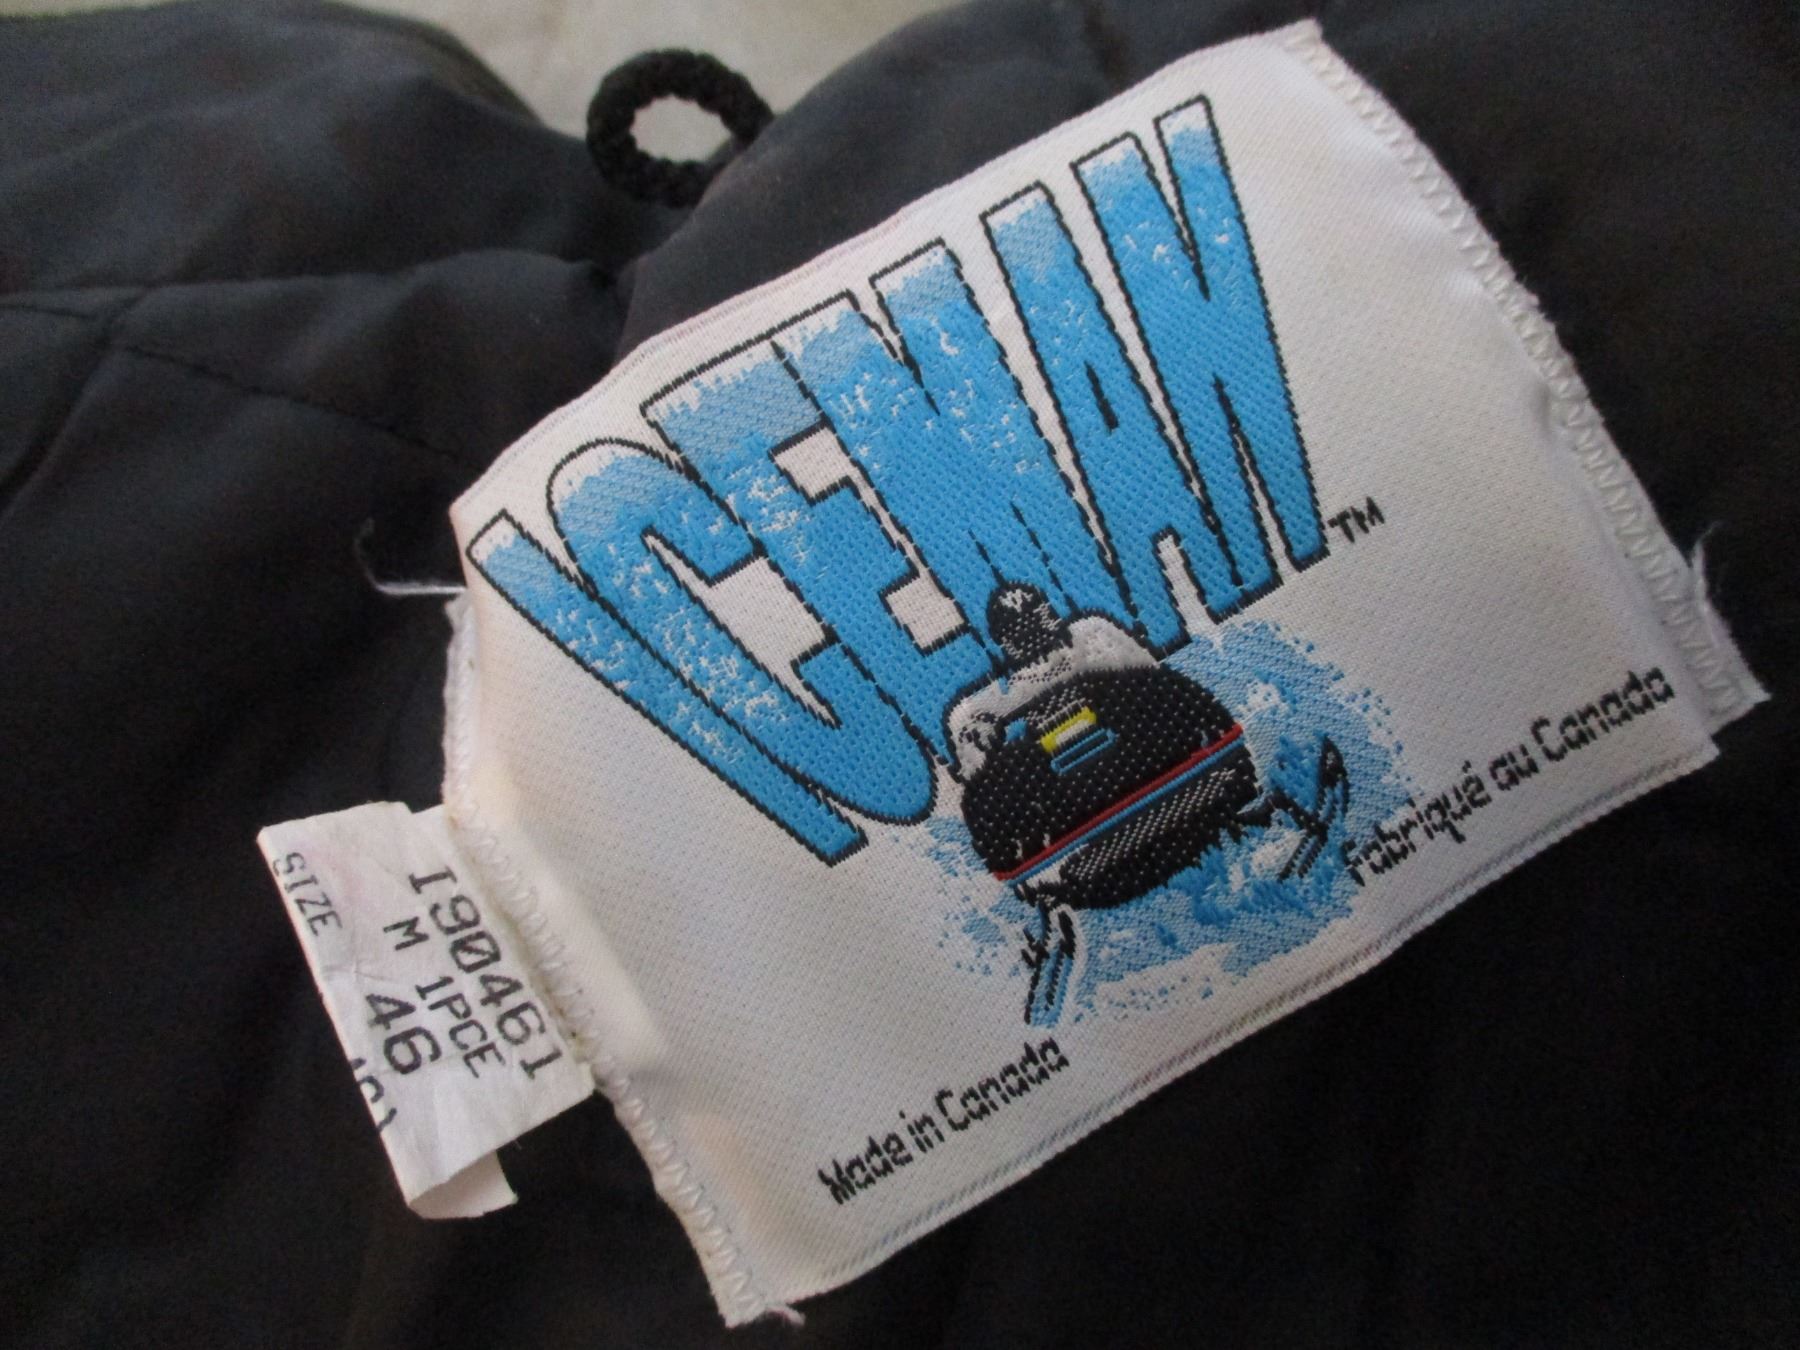 ICEMAN™
Made in Canada
Fabriqué au Canada
I90461
M 1PCE
SIZE 46